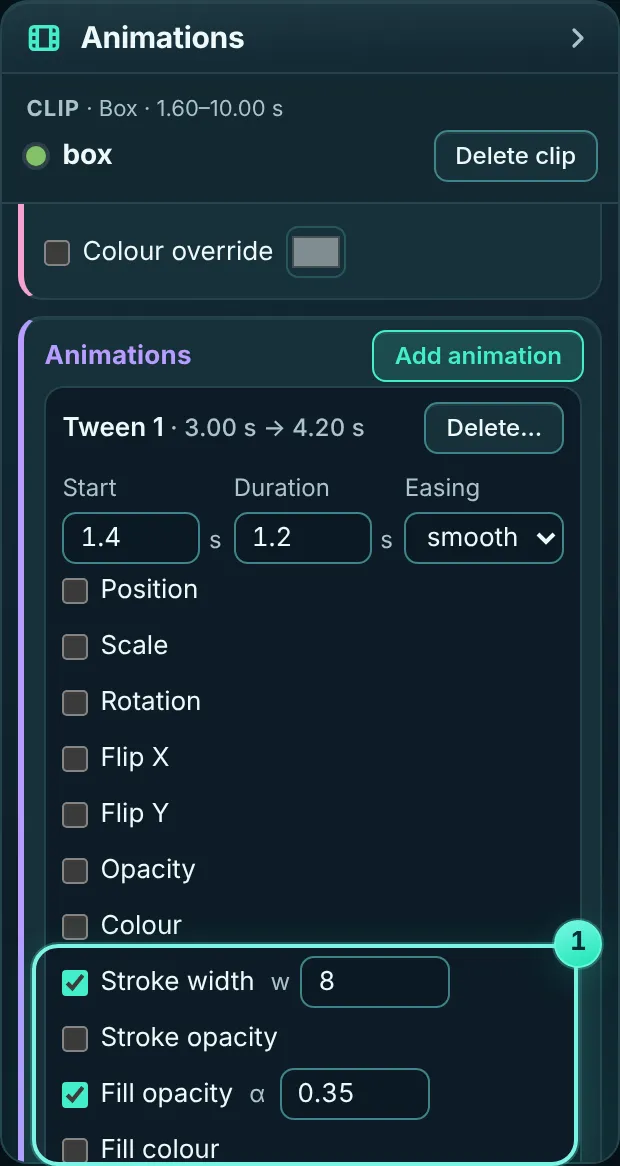 Animations
CLIP · Box · 1.60–10.00 s
box
Delete clip
Colour override
Animations
Add animation
Tween 1 · 3.00 s → 4.20 s
Delete...
Start Duration Easing
1.4 s 1.2 s smooth
Position
Scale
Rotation
Flip X
Flip Y
Opacity
Colour
1
Stroke width w 8
Stroke opacity
Fill opacity α 0.35
Fill colour